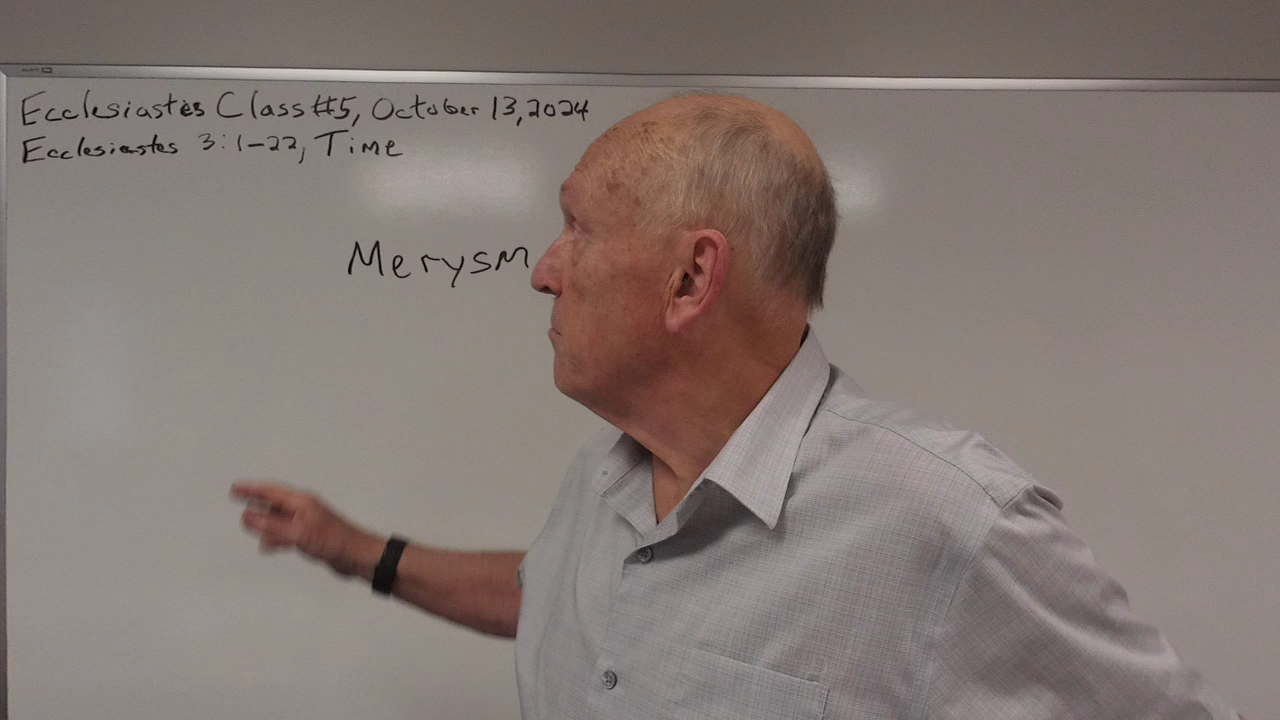 Ecclesiastes Class #5, October 13, 2024
Ecclesiastes 3:1-22, Time
Merysm